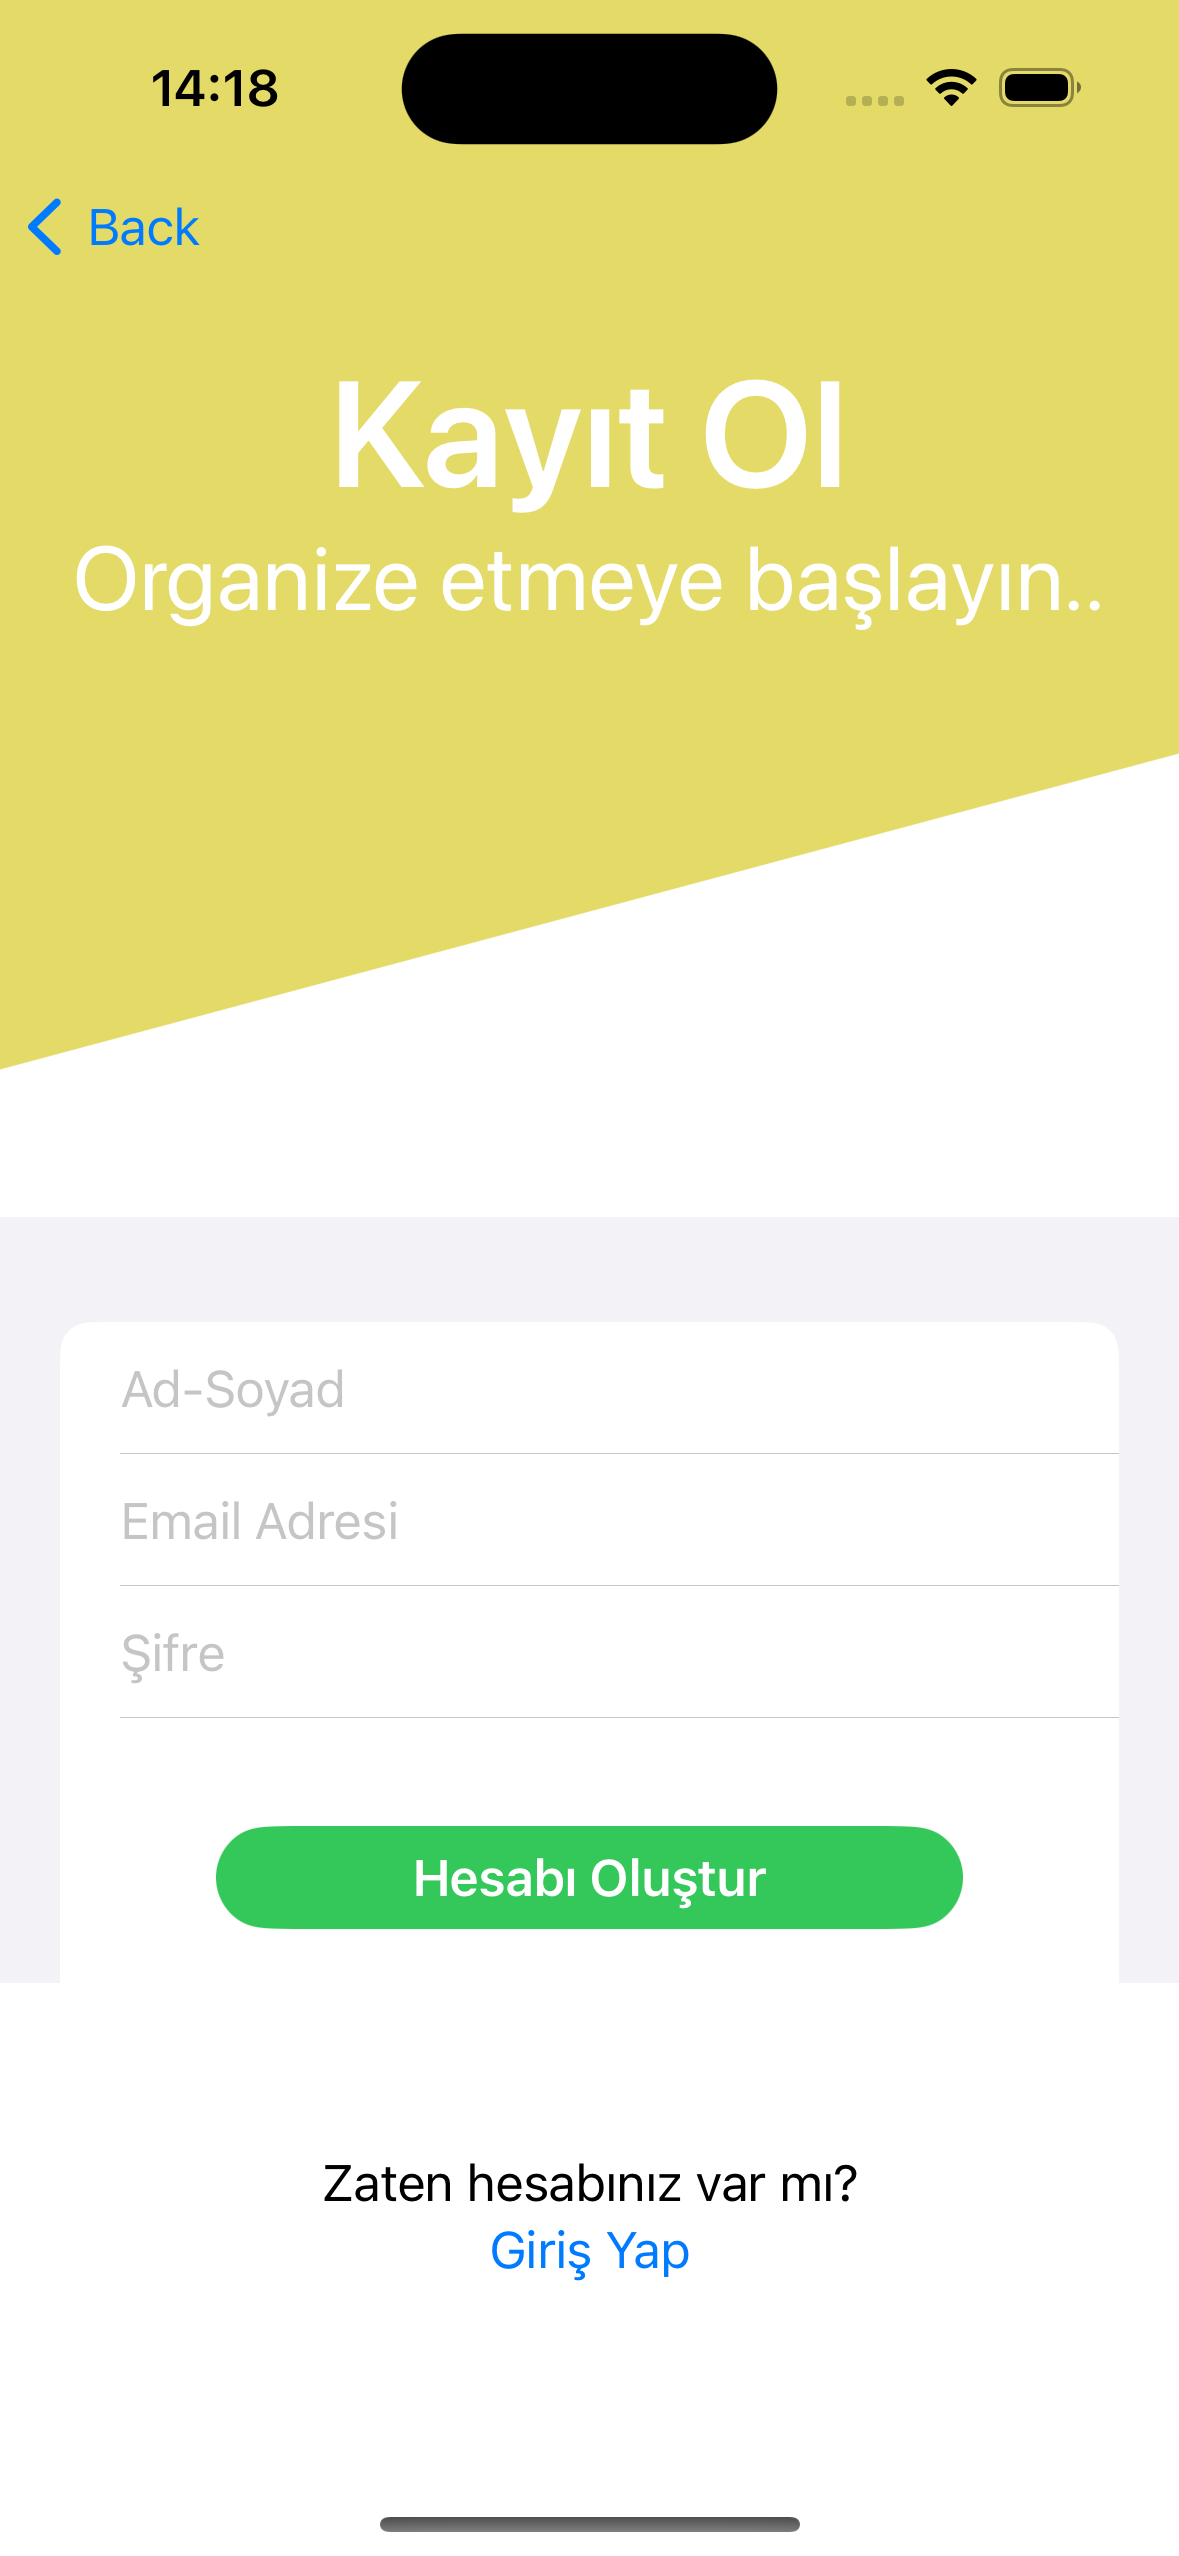 14:18
Back
Kayıt Ol
Organize etmeye başlayın..
Ad-Soyad
Email Adresi
Şifre
Hesabı Oluştur
Zaten hesabınız var mı?
Giriş Yap